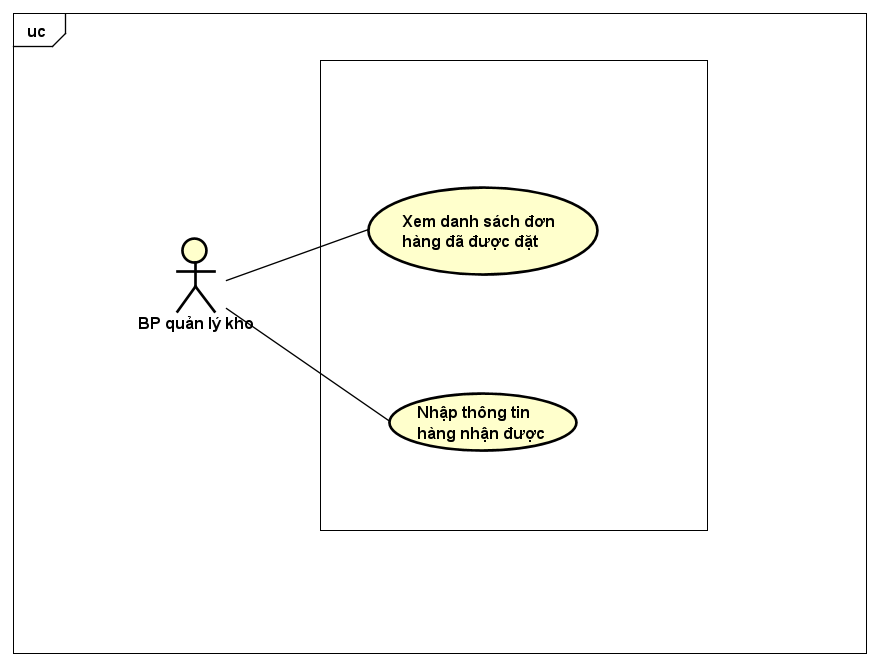 uc
Xem danh sách đơn
hàng đã được đặt
BP quản lý kho
Nhập thông tin
hàng nhận được